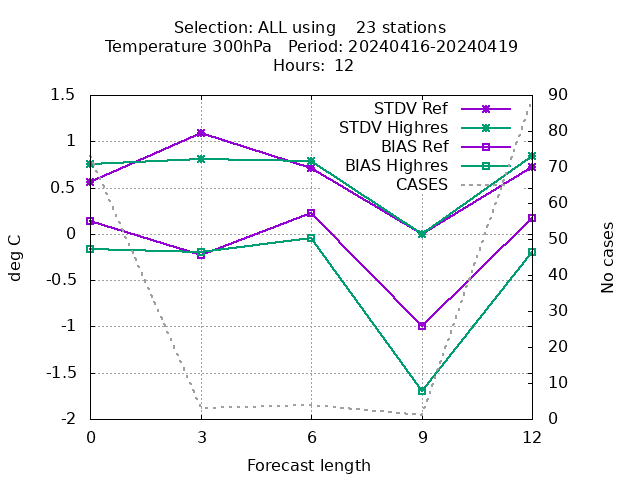 Selection: ALL using    23 stations
Temperature 300hPa   Period: 20240416-20240419
Hours:  12
STDV Ref
STDV Highres
BIAS Ref
BIAS Highres
CASES
deg C
1.5
1
0.5
0
-0.5
-1
-1.5
-2
90
80
70
60
50
40
30
20
10
0
No cases
0 3 6 9 12
Forecast length